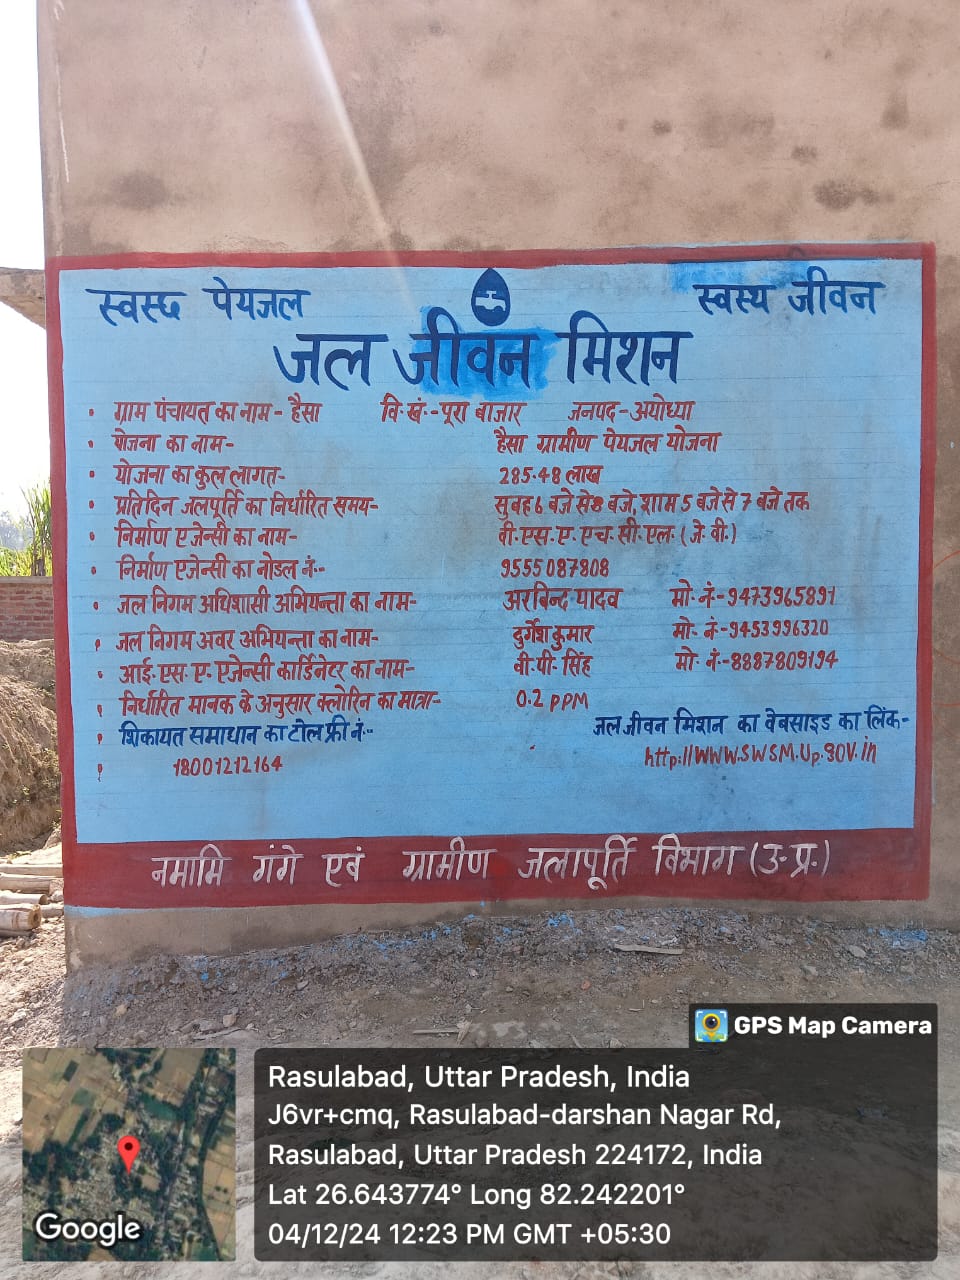 स्वस्छ पेयजल स्वस्थ जीवन
जल जीवन मिशन
• ग्राम पंचायत का नाम- हैसा वि·खं·-पूरा बाजार जनपद-अयोध्या
• योजना का नाम- हैसा ग्रामीण पेयजल योजना
• योजना का कुल लागत- 285.48 लाख
• प्रतिदिन जलपूर्ति का निर्धारित समय- सुबह 6 बजे से 8 बजे, शाम 5 बजे से 7 बजे तक
• निर्माण एजेन्सी का नाम- वी·एस·ए·एच·सी·एल·(जे·वी·)
• निर्माण एजेन्सी का नोडल नं·- 9555087808
• जल निगम अधिशासी अभियन्ता का नाम- अरबिन्द यादव मो·नं·-9473965891
• जल निगम अवर अभियन्ता का नाम- दुर्गेश कुमार मो·नं·-9453996320
• आई·एस·ए·एजेन्सी कार्डिनेटर का नाम- वी·पी·सिंह मो·नं·-8887809194
• निर्धारित मानक के अनुसार क्लोरिन का मात्रा- 0.2 PPM
• शिकायत समाधान का टोल फ्री नं·- जल जीवन मिशन का वेबसाइड का लिंक-
• 18001212164 http://WWW.SWSM.Up.gov.in
नमामि गंगे एवं ग्रामीण जलापूर्ति विभाग (उ·प्र·)
GPS Map Camera
Rasulabad, Uttar Pradesh, India
J6vr+cmq, Rasulabad-darshan Nagar Rd,
Rasulabad, Uttar Pradesh 224172, India
Lat 26.643774° Long 82.242201°
04/12/24 12:23 PM GMT +05:30
Google